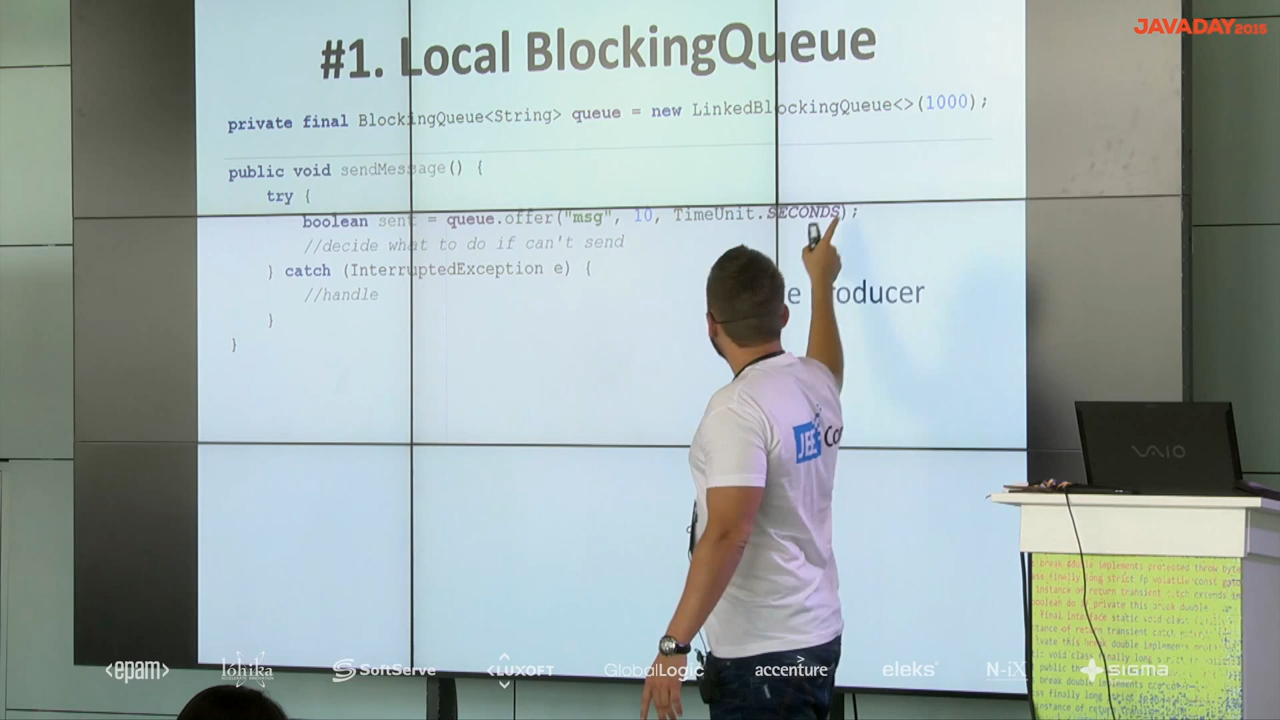 JAVADAY2015
#1. Local BlockingQueue
private final BlockingQueue<String> queue = new LinkedBlockingQueue<>(1000);
public void sendMessage() {
try {
boolean sent = queue.offer("msg", 10, TimeUnit.SECONDS);
//decide what to do if can't send
} catch (InterruptedException e) {
//handle
}
}
roducer
JEE
VAIO
<epam> lohika SoftServe LUXOFT GlobalLogic accenture eleks N-iX sigma